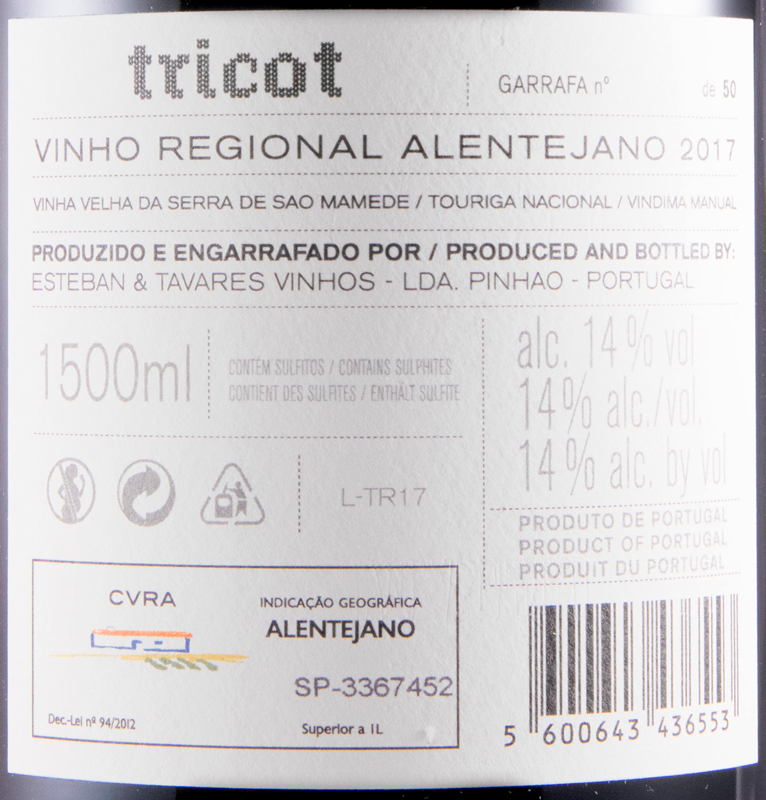 tricot
GARRAFA nº de 50
VINHO REGIONAL ALENTEJANO 2017
VINHA VELHA DA SERRA DE SAO MAMEDE / TOURIGA NACIONAL / VINDIMA MANUAL
PRODUZIDO E ENGARRAFADO POR / PRODUCED AND BOTTLED BY:
ESTEBAN & TAVARES VINHOS - LDA. PINHAO - PORTUGAL
1500ml
CONTÉM SULFITOS / CONTAINS SULPHITES
CONTIENT DES SULFITES / ENTHÄLT SULFITE
alc. 14 % vol
14% alc./vol.
14 % alc. by vol
L-TR17
PRODUTO DE PORTUGAL
PRODUCT OF PORTUGAL
PRODUIT DU PORTUGAL
CVRA
INDICAÇÃO GEOGRÁFICA
ALENTEJANO
SP-3367452
Dec.-Lei nº 94/2012
Superior a 1L
5 600643 436553